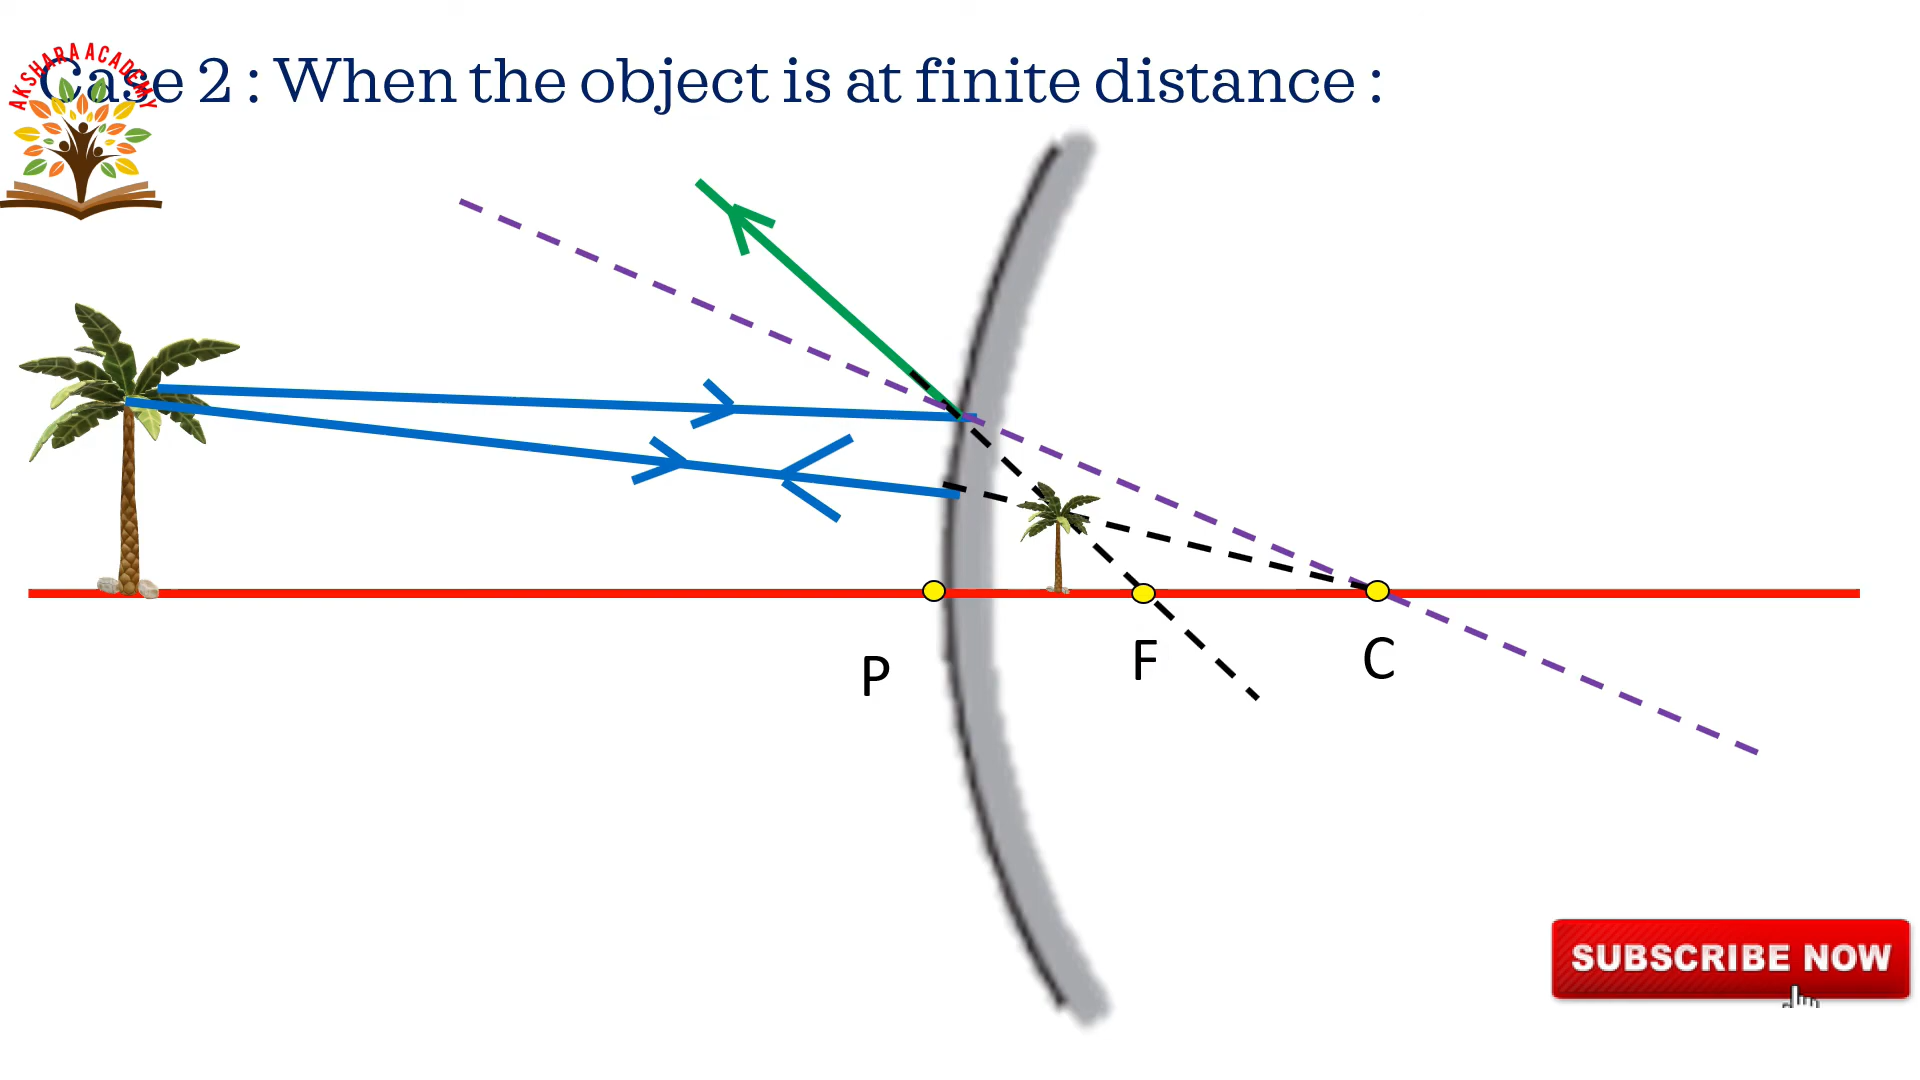 AKSHARA ACADEMY
Case 2 : When the object is at finite distance :
P
F
C
SUBSCRIBE NOW